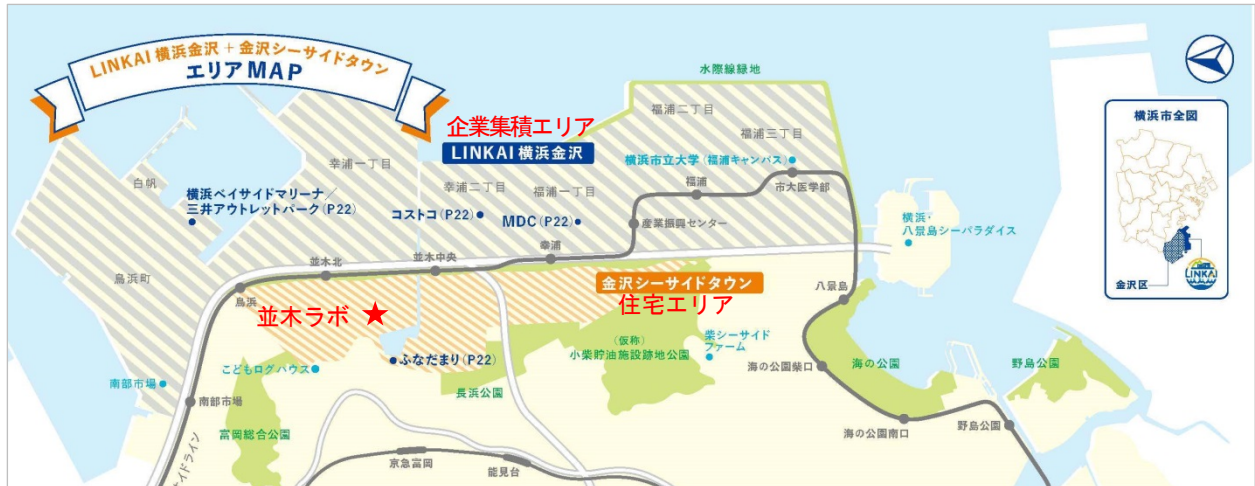 LINKAI 横浜金沢 + 金沢シーサイドタウン
エリアMAP
水際線緑地
横浜市全図
金沢区
LINKAI
企業集積エリア
LINKAI 横浜金沢
福浦二丁目
福浦三丁目
横浜市立大学(福浦キャンパス)
幸浦一丁目
白帆
横浜ベイサイドマリーナ/
三井アウトレットパーク(P22)
幸浦二丁目
福浦一丁目
コストコ(P22)
MDC(P22)
福浦
市大医学部
産業振興センター
横浜・
八景島シーパラダイス
鳥浜町
並木北
並木中央
幸浦
鳥浜
金沢シーサイドタウン
住宅エリア
八景島
並木ラボ ★
(仮称)
小柴貯油施設跡地公園
柴シーサイド
ファーム
ふなだまり(P22)
こどもログハウス
南部市場
南部市場
長浜公園
海の公園柴口
海の公園
野島公園
富岡総合公園
海の公園南口
野島公園
京急富岡
能見台
サイドライン